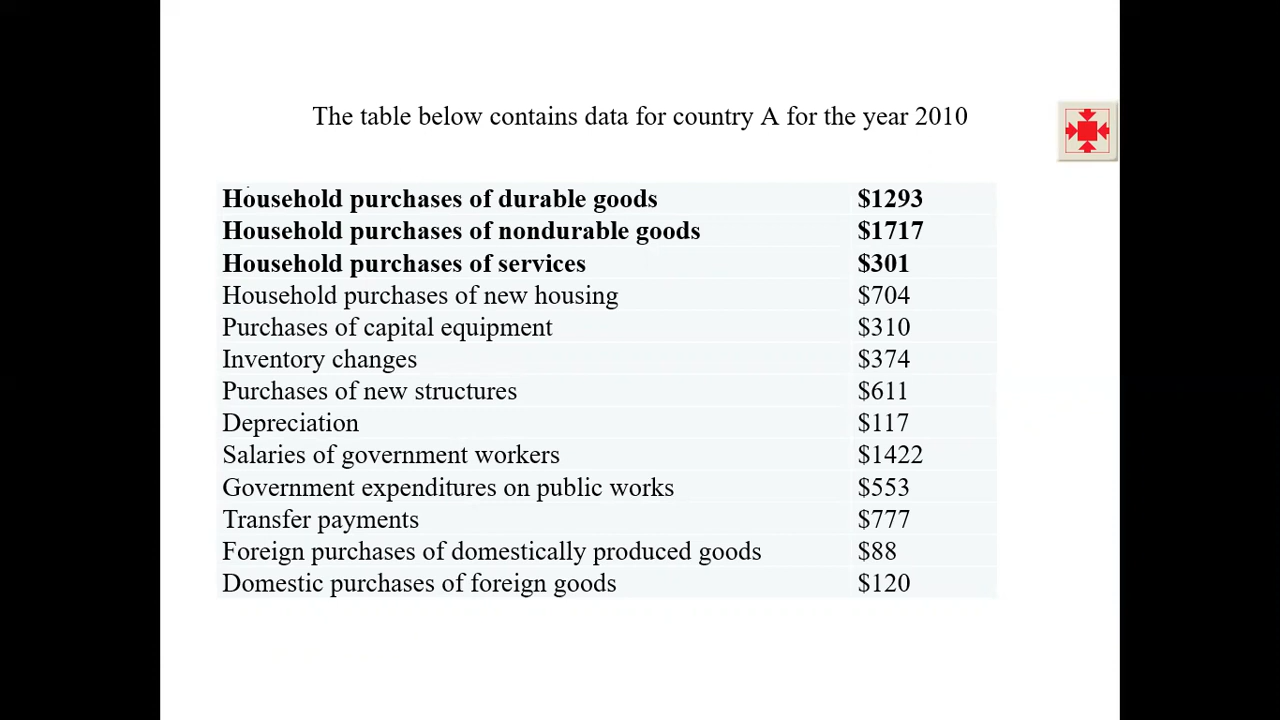 The table below contains data for country A for the year 2010
Household purchases of durable goods $1293
Household purchases of nondurable goods $1717
Household purchases of services $301
Household purchases of new housing $704
Purchases of capital equipment $310
Inventory changes $374
Purchases of new structures $611
Depreciation $117
Salaries of government workers $1422
Government expenditures on public works $553
Transfer payments $777
Foreign purchases of domestically produced goods $88
Domestic purchases of foreign goods $120